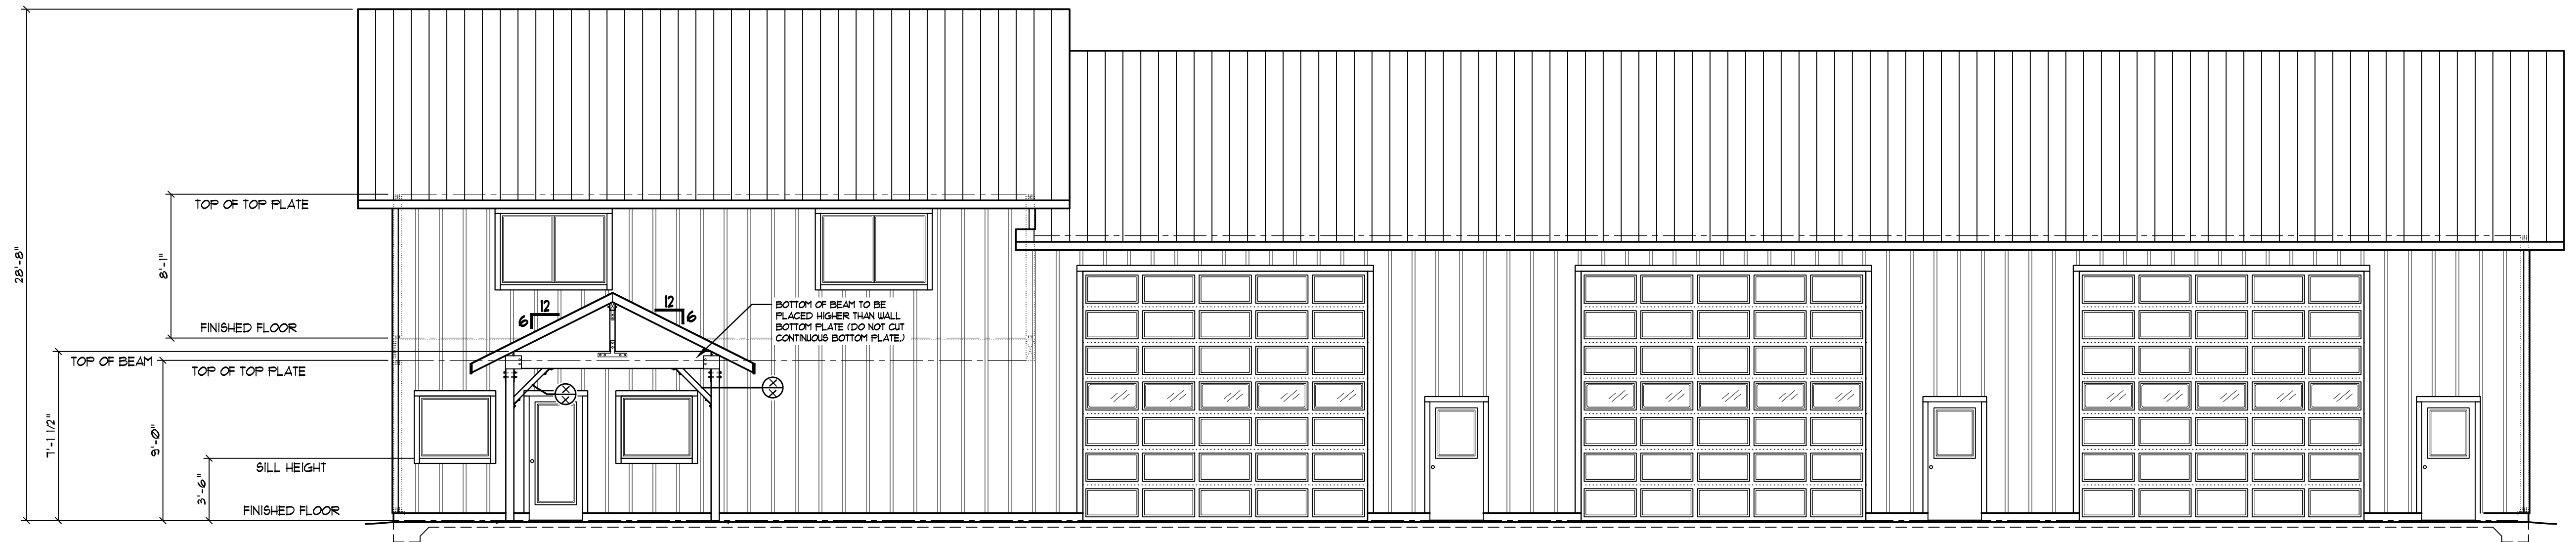 28'-8"
8'-1"
TOP OF TOP PLATE
FINISHED FLOOR
TOP OF BEAM
TOP OF TOP PLATE
7'-1 1/2"
9'-0"
3'-6"
SILL HEIGHT
FINISHED FLOOR
12
6
12
6
BOTTOM OF BEAM TO BE
PLACED HIGHER THAN WALL
BOTTOM PLATE (DO NOT CUT
CONTINUOUS BOTTOM PLATE.)